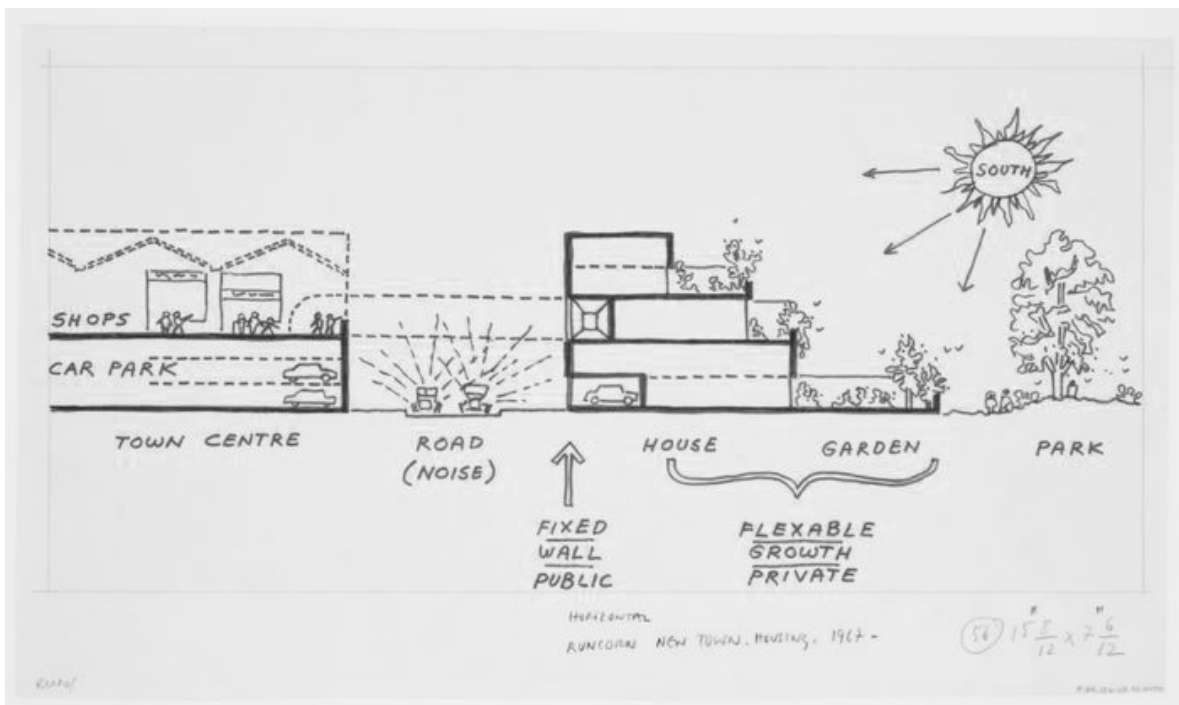 SOUTH
SHOPS
CAR PARK
TOWN CENTRE
ROAD
(NOISE)
HOUSE
GARDEN
PARK
FIXED
WALL
PUBLIC
FLEXABLE
GROWTH
PRIVATE
HORIZONTAL
RUNCORN NEW TOWN. HOUSING. 1967 -
56